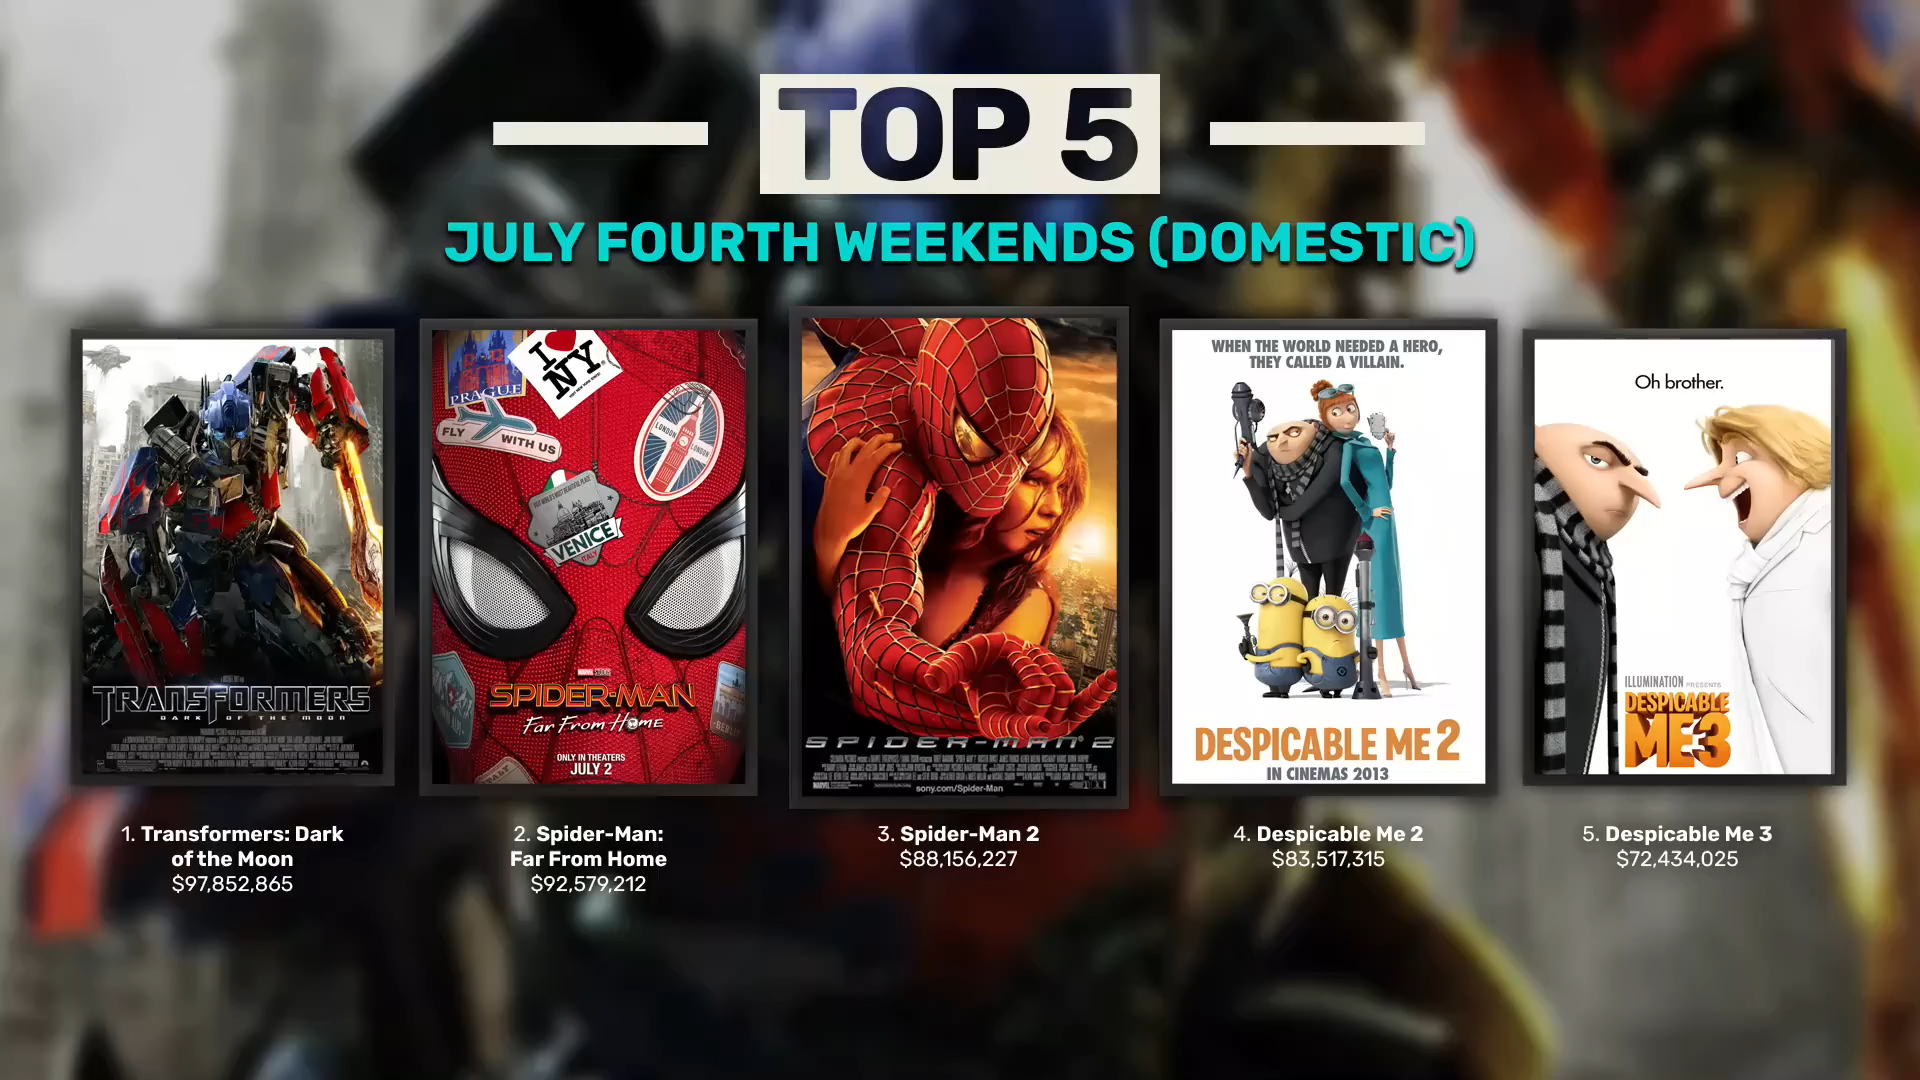 TOP 5
JULY FOURTH WEEKENDS (DOMESTIC)
TRANSFORMERS
DARK OF THE MOON
1. Transformers: Dark
of the Moon
$97,852,865
I
NY
PRAGUE
FLY WITH US
LONDON
LONDON
VENICE
ITALY
BERLIN
SPIDER-MAN
Far From Home
ONLY IN THEATERS
JULY 2
2. Spider-Man:
Far From Home
$92,579,212
SPIDER-MAN 2
sony.com/Spider-Man
3. Spider-Man 2
$88,156,227
WHEN THE WORLD NEEDED A HERO,
THEY CALLED A VILLAIN.
DESPICABLE ME 2
IN CINEMAS 2013
4. Despicable Me 2
$83,517,315
Oh brother.
ILLUMINATION PRESENTS
DESPICABLE
ME3
5. Despicable Me 3
$72,434,025